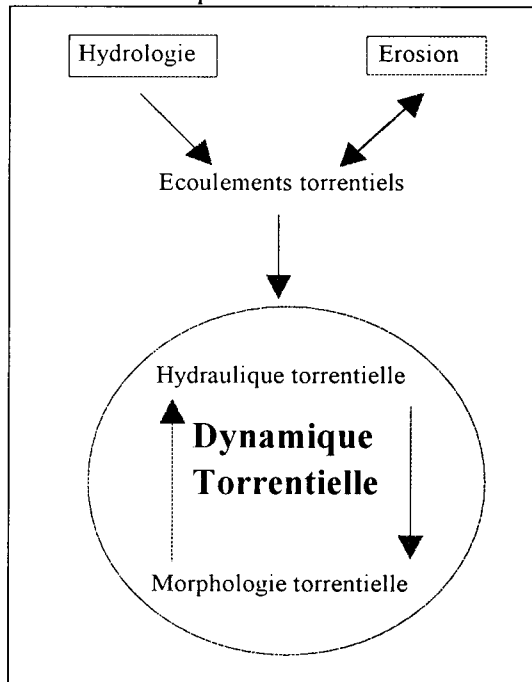 Hydrologie
Erosion
Ecoulements torrentiels
Hydraulique torrentielle
Dynamique
Torrentielle
Morphologie torrentielle